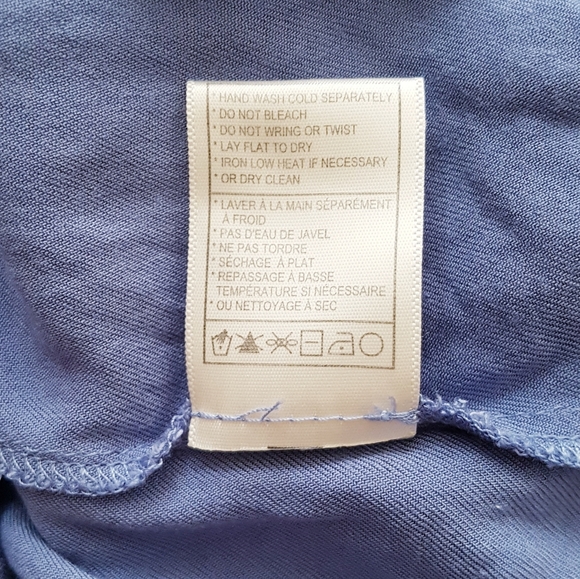 * HAND WASH COLD SEPARATELY
* DO NOT BLEACH
* DO NOT WRING OR TWIST
* LAY FLAT TO DRY
* IRON LOW HEAT IF NECESSARY
* OR DRY CLEAN
* LAVER À LA MAIN SÉPARÉMENT
À FROID
* PAS D'EAU DE JAVEL
* NE PAS TORDRE
* SÉCHAGE À PLAT
* REPASSAGE À BASSE
TEMPÉRATURE SI NÉCESSAIRE
* OU NETTOYAGE À SEC